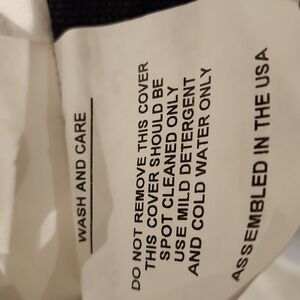 WASH AND CARE
DO NOT REMOVE THIS COVER
THIS COVER SHOULD BE
SPOT CLEANED ONLY
USE MILD DETERGENT
AND COLD WATER ONLY
ASSEMBLED IN THE USA